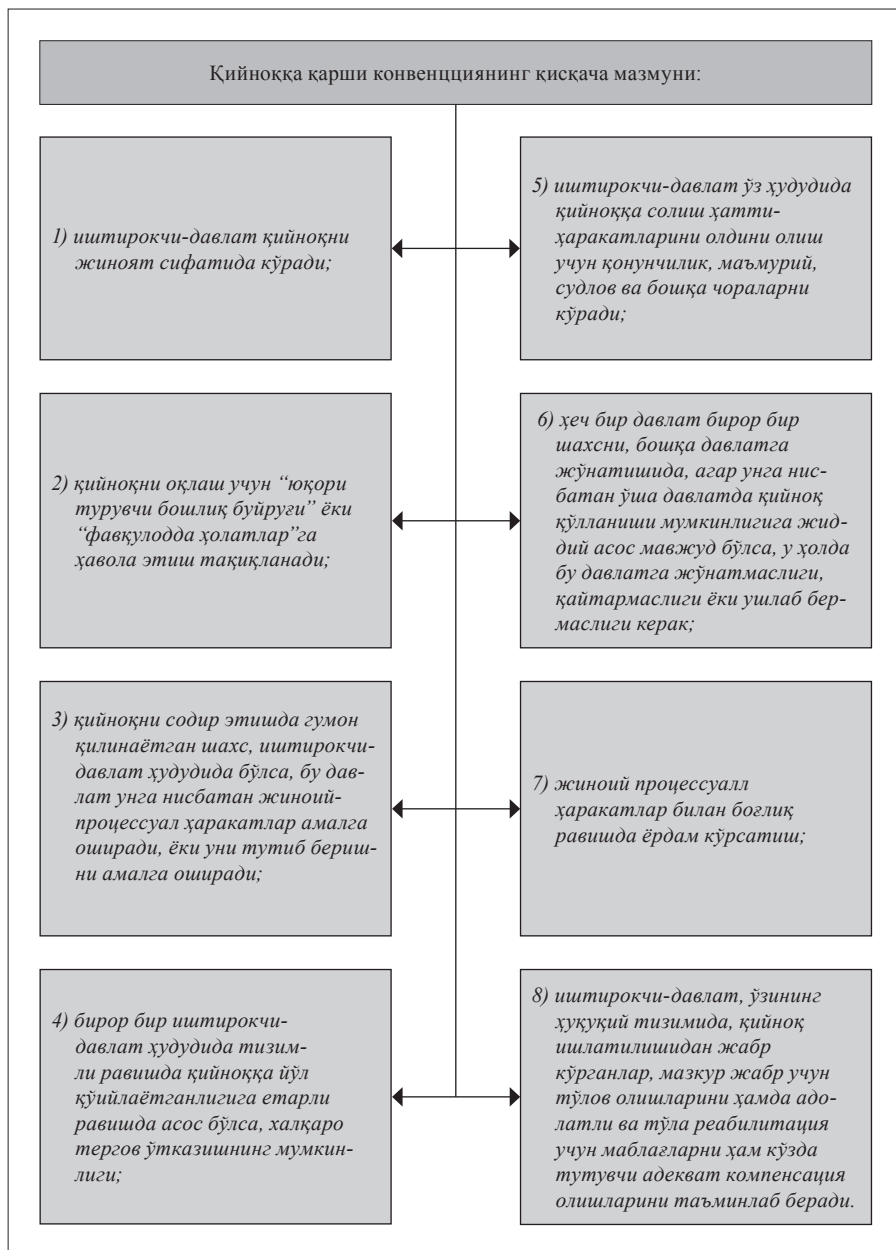 Қийноққа қарши конвенцциянинг қисқача мазмуни:
1) иштирокчи-давлат қийноқни
жиноят сифатида кўради;
2) қийноқни оқлаш учун “юқори
турувчи бошлиқ буйруғи” ёки
“фавқулодда ҳолатлар”га
ҳавола этиш тақиқланади;
3) қийноқни содир этишда гумон
қилинаётган шахс, иштирокчи-
давлат ҳудудида бўлса, бу дав-
лат унга нисбатан жиноий-
процессуал ҳаракатлар амалга
оширади, ёки уни тутиб бериш-
ни амалга оширади;
4) бирор бир иштирокчи-
давлат ҳудудида тизим-
ли равишда қийноққа йўл
қўйилаётганлигига етарли
равишда асос бўлса, халқаро
тергов ўтказишнинг мумкин-
лиги;
5) иштирокчи-давлат ўз ҳудудида
қийноққа солиш ҳатти-
ҳаракатларини олдини олиш
учун қонунчилик, маъмурий,
судлов ва бошқа чораларни
кўради;
6) ҳеч бир давлат бирор бир
шахсни, бошқа давлатга
жўнатишида, агар унга нис-
батан ўша давлатда қийноқ
қўлланиши мумкинлигига жид-
дий асос мавжуд бўлса, у ҳолда
бу давлатга жўнатмаслиги,
қайтармаслиги ёки ушлаб бер-
маслиги керак;
7) жиноий процессуалл
ҳаракатлар билан боғлиқ
равишда ёрдам кўрсатиш;
8) иштирокчи-давлат, ўзининг
ҳуқуқий тизимида, қийноқ
ишлатилишидан жабр
кўрганлар, мазкур жабр учун
тўлов олишларини ҳамда адо-
латли ва тўла реабилитация
учун маблағларни ҳам кўзда
тутувчи адекват компенсация
олишларини таъминлаб беради.